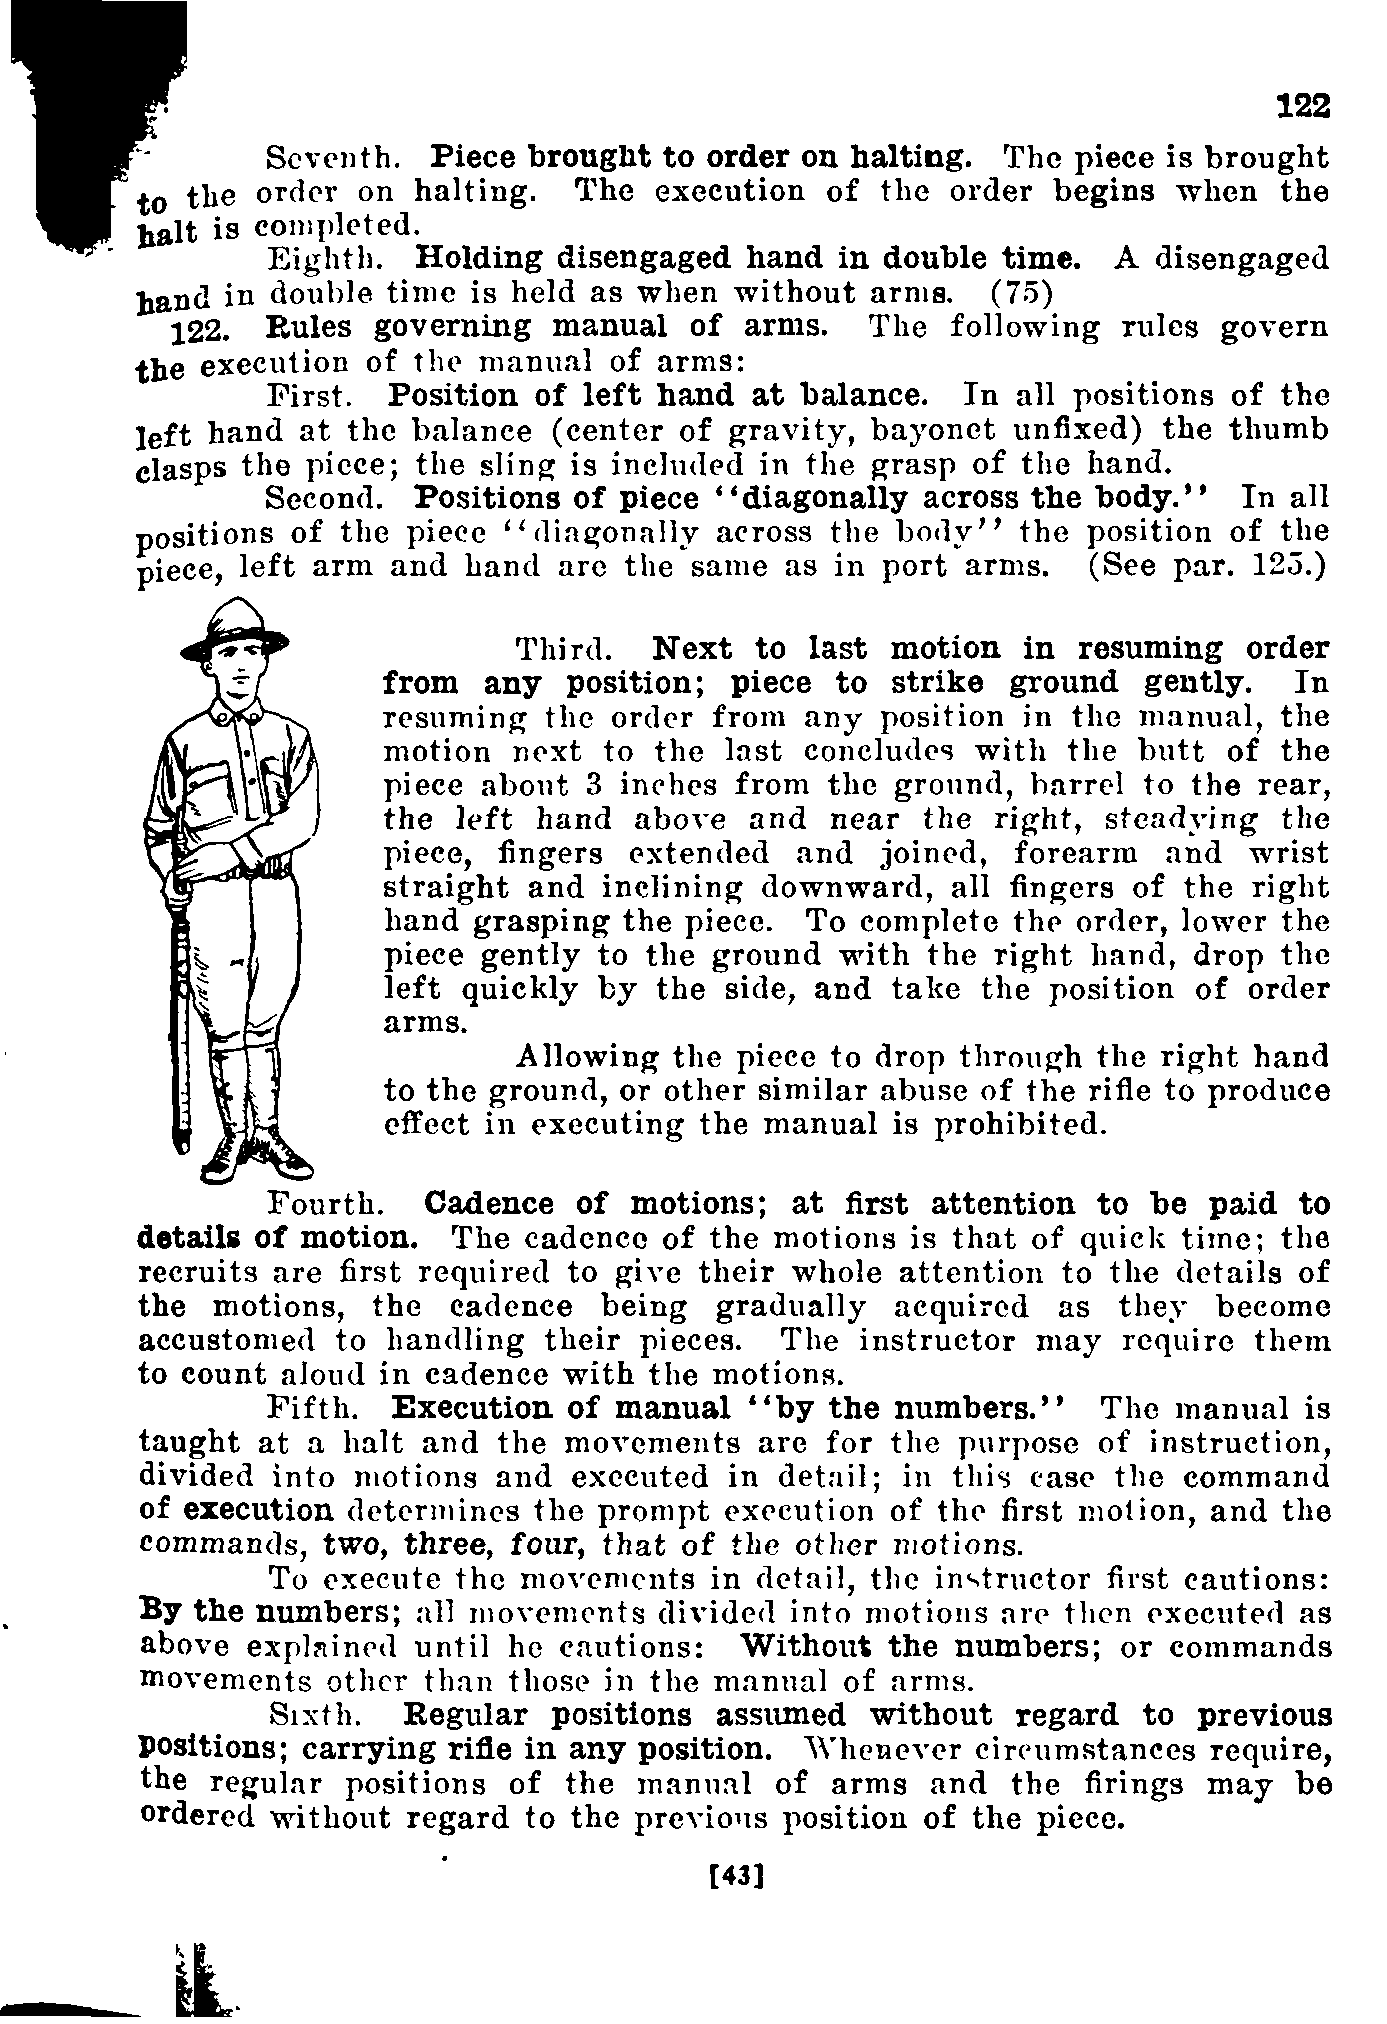 122
Seventh. Piece brought to order on halting. The piece is brought
to the order on halting. The execution of the order begins when the
halt is completed.
Eighth. Holding disengaged hand in double time. A disengaged
hand in double time is held as when without arms. (75)
122. Rules governing manual of arms. The following rules govern
the execution of the manual of arms:
First. Position of left hand at balance. In all positions of the
left hand at the balance (center of gravity, bayonet unfixed) the thumb
clasps the piece; the sling is included in the grasp of the hand.
Second. Positions of piece "diagonally across the body." In all
positions of the piece "diagonally across the body" the position of the
piece, left arm and hand are the same as in port arms. (See par. 125.)
Third. Next to last motion in resuming order
from any position; piece to strike ground gently. In
resuming the order from any position in the manual, the
motion next to the last concludes with the butt of the
piece about 3 inches from the ground, barrel to the rear,
the left hand above and near the right, steadying the
piece, fingers extended and joined, forearm and wrist
straight and inclining downward, all fingers of the right
hand grasping the piece. To complete the order, lower the
piece gently to the ground with the right hand, drop the
left quickly by the side, and take the position of order
arms.
Allowing the piece to drop through the right hand
to the ground, or other similar abuse of the rifle to produce
effect in executing the manual is prohibited.
Fourth. Cadence of motions; at first attention to be paid to
details of motion. The cadence of the motions is that of quick time; the
recruits are first required to give their whole attention to the details of
the motions, the cadence being gradually acquired as they become
accustomed to handling their pieces. The instructor may require them
to count aloud in cadence with the motions.
Fifth. Execution of manual "by the numbers." The manual is
taught at a halt and the movements are for the purpose of instruction,
divided into motions and executed in detail; in this case the command
of execution determines the prompt execution of the first motion, and the
commands, two, three, four, that of the other motions.
To execute the movements in detail, the instructor first cautions:
By the numbers; all movements divided into motions are then executed as
above explained until he cautions: Without the numbers; or commands
movements other than those in the manual of arms.
Sixth. Regular positions assumed without regard to previous
positions; carrying rifle in any position. Whenever circumstances require,
the regular positions of the manual of arms and the firings may be
ordered without regard to the previous position of the piece.
[43]